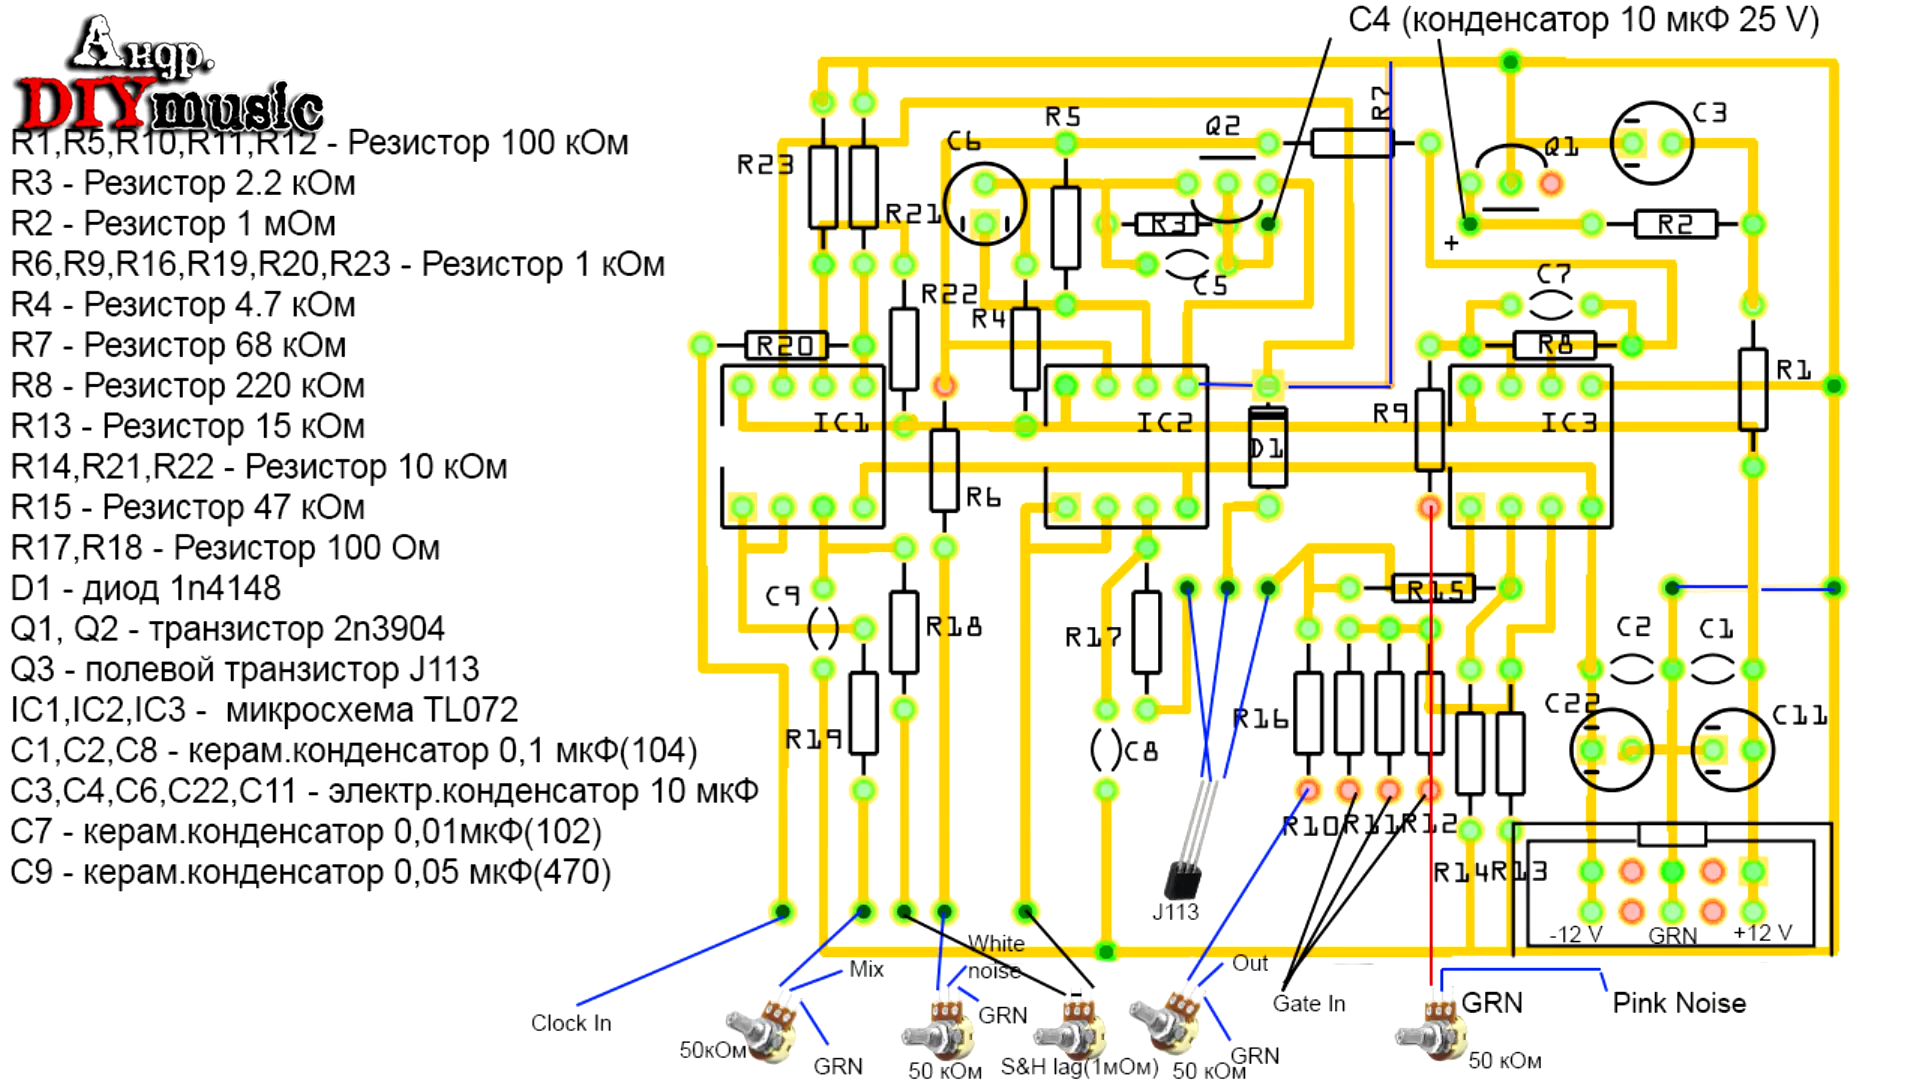 Андр.
DIYmusic
R1,R5,R10,R11,R12 - Резистор 100 кОм
R3 - Резистор 2.2 кОм
R2 - Резистор 1 мОм
R6,R9,R16,R19,R20,R23 - Резистор 1 кОм
R4 - Резистор 4.7 кОм
R7 - Резистор 68 кОм
R8 - Резистор 220 кОм
R13 - Резистор 15 кОм
R14,R21,R22 - Резистор 10 кОм
R15 - Резистор 47 кОм
R17,R18 - Резистор 100 Ом
D1 - диод 1n4148
Q1, Q2 - транзистор 2n3904
Q3 - полевой транзистор J113
IC1,IC2,IC3 - микросхема TL072
C1,C2,C8 - керам.конденсатор 0,1 мкФ(104)
C3,C4,C6,C22,C11 - электр.конденсатор 10 мкФ
C7 - керам.конденсатор 0,01мкФ(102)
C9 - керам.конденсатор 0,05 мкФ(470)
C4 (конденсатор 10 мкФ 25 V)
R7
C3
R5
Q2
C6
Q1
R23
R21
R3
R2
+
C5
C7
R22
R4
R20
R8
R1
IC1
IC2
R9
IC3
D1
R6
C9
R15
R18
R17
C2
C1
R16
C22
C11
R19
C8
R10
R11
R12
R14
R13
J113
-12 V
GRN
+12 V
White
noise
Mix
Out
Clock In
GRN
Gate In
GRN
Pink Noise
50кОм
GRN
50 кОм
S&H lag(1мОм)
50 кОм
GRN
50 кОм